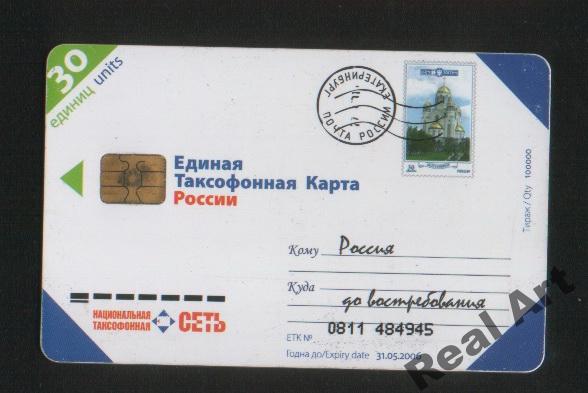 30
единиц units
ПОЧТА РОССИИ ЕКАТЕРИНБУРГ
Единая
Таксофонная Карта
России
Тираж / Qty 100000
Кому Россия
Куда
до востребования
НАЦИОНАЛЬНАЯ
ТАКСОФОННАЯ
СЕТЬ
ЕТК № 0811 484945
Годна до/Expiry date 31.05.2006
Real Art